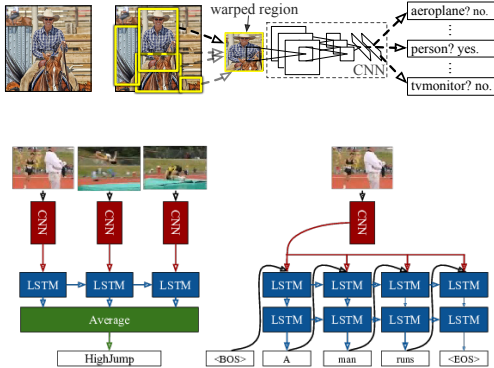 warped region
aeroplane? no.
person? yes.
tvmonitor? no.
CNN
CNN
CNN
CNN
LSTM
LSTM
LSTM
Average
HighJump
CNN
LSTM
LSTM
LSTM
LSTM
LSTM
LSTM
LSTM
LSTM
<BOS>
A
man
runs
<EOS>